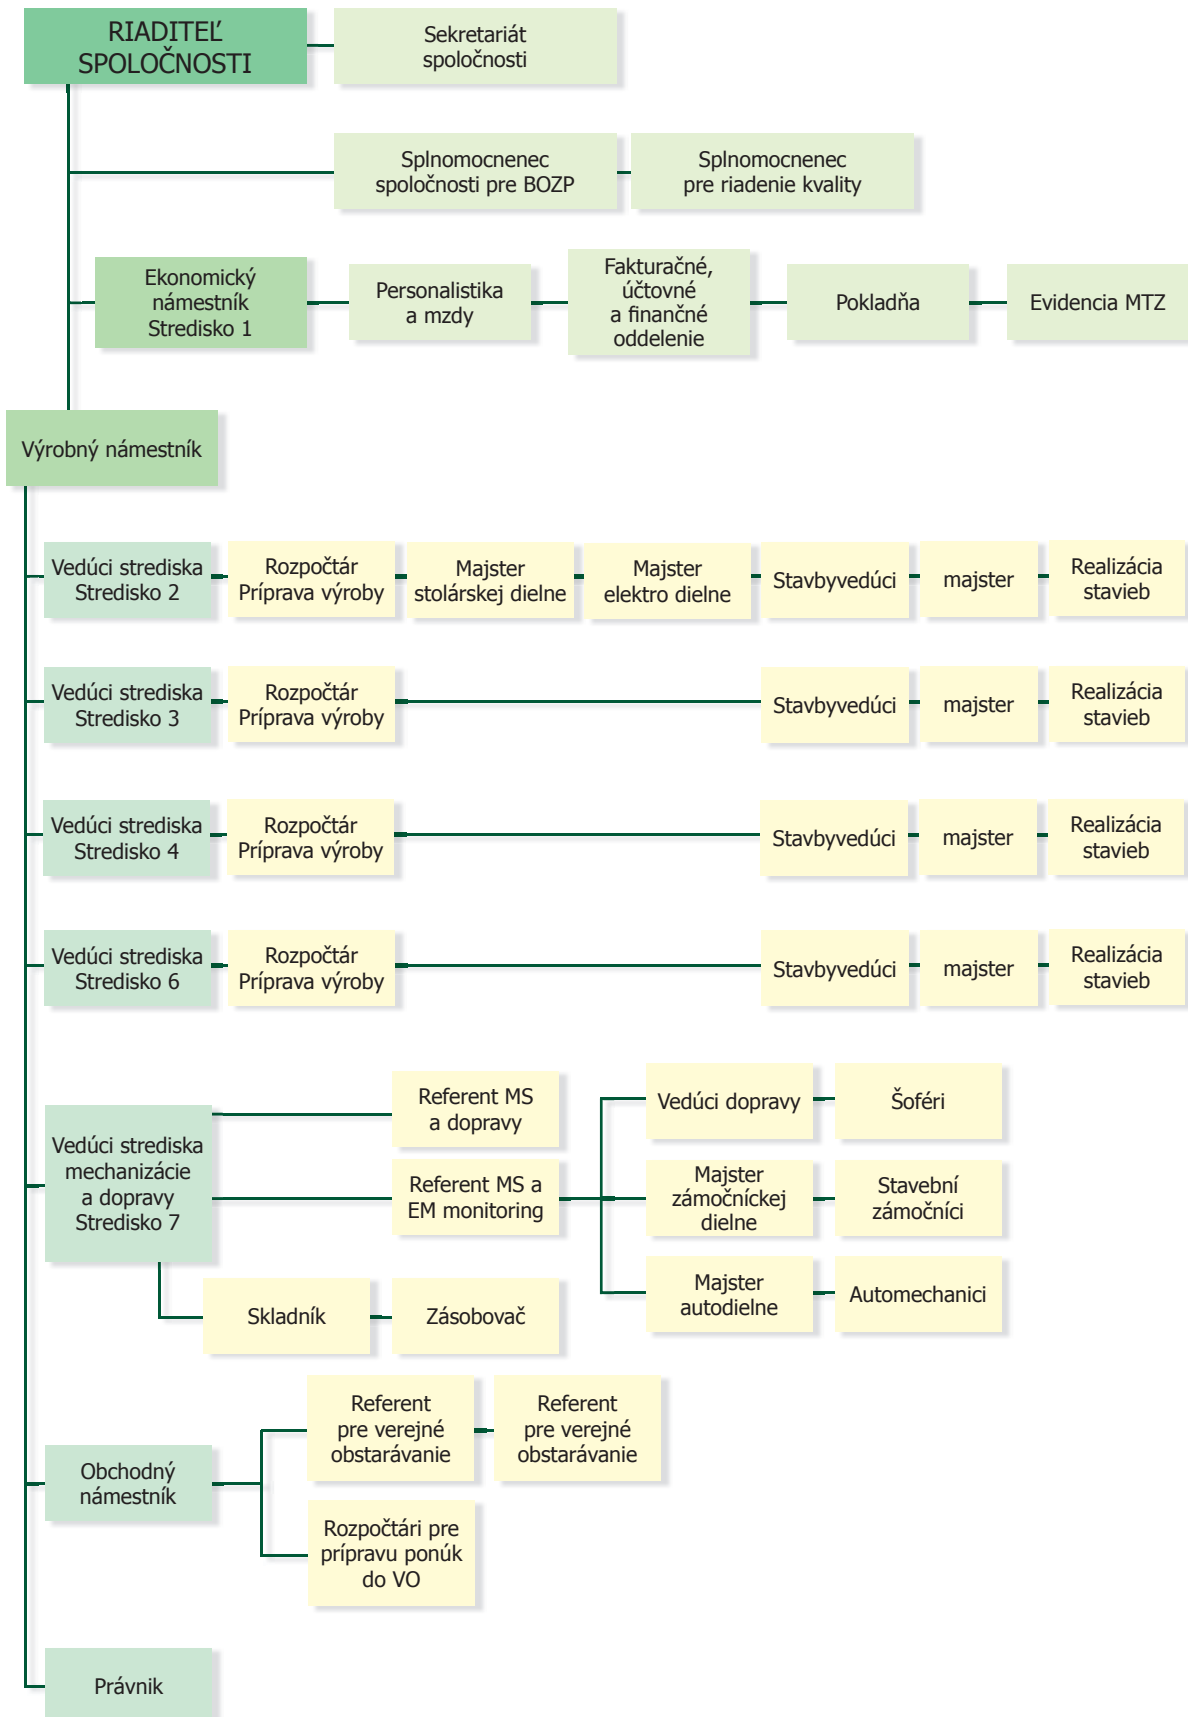 RIADITEĽ
SPOLOČNOSTI
Sekretariát
spoločnosti
Splnomocnenec
spoločnosti pre BOZP
Splnomocnenec
pre riadenie kvality
Ekonomický
námestník
Stredisko 1
Personalistika
a mzdy
Fakturačné,
účtovné
a finančné
oddelenie
Pokladňa
Evidencia MTZ
Výrobný námestník
Vedúci strediska
Stredisko 2
Rozpočtár
Príprava výroby
Majster
stolárskej dielne
Majster
elektro dielne
Stavbyvedúci
majster
Realizácia
stavieb
Vedúci strediska
Stredisko 3
Rozpočtár
Príprava výroby
Stavbyvedúci
majster
Realizácia
stavieb
Vedúci strediska
Stredisko 4
Rozpočtár
Príprava výroby
Stavbyvedúci
majster
Realizácia
stavieb
Vedúci strediska
Stredisko 6
Rozpočtár
Príprava výroby
Stavbyvedúci
majster
Realizácia
stavieb
Vedúci strediska
mechanizácie
a dopravy
Stredisko 7
Referent MS
a dopravy
Referent MS a
EM monitoring
Vedúci dopravy
Šoféri
Majster
zámočníckej
dielne
Stavební
zámočníci
Majster
autodielne
Automechanici
Skladník
Zásobovač
Obchodný
námestník
Referent
pre verejné
obstarávanie
Referent
pre verejné
obstarávanie
Rozpočtári pre
prípravu ponúk
do VO
Právnik